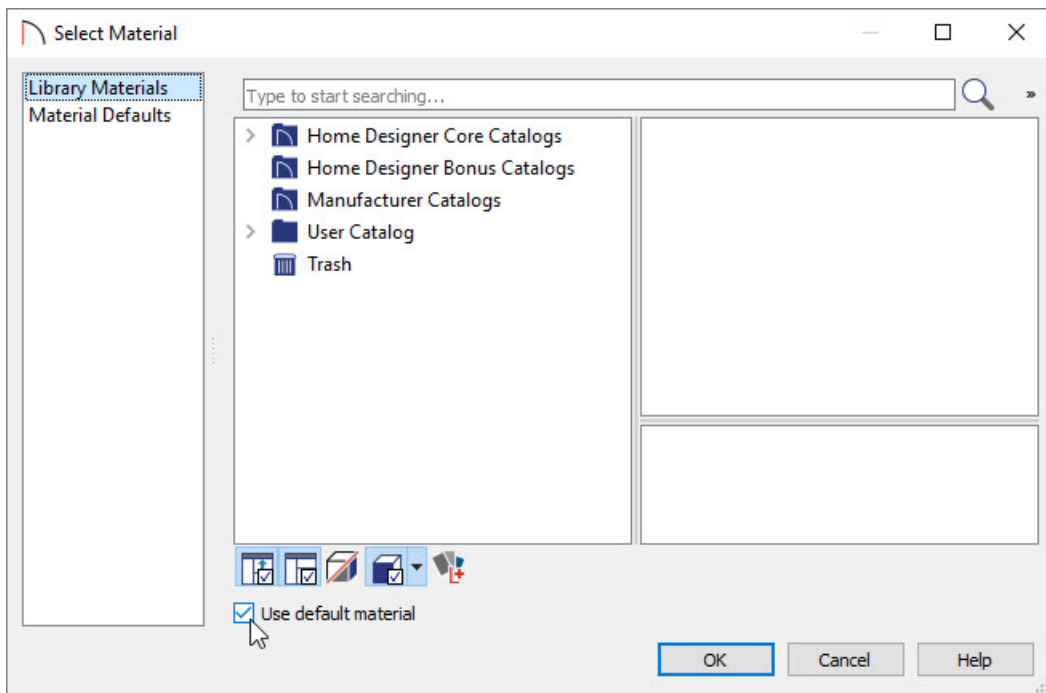 Select Material
Library Materials
Material Defaults
Type to start searching...
»
Home Designer Core Catalogs
Home Designer Bonus Catalogs
Manufacturer Catalogs
User Catalog
Trash
Use default material
OK
Cancel
Help